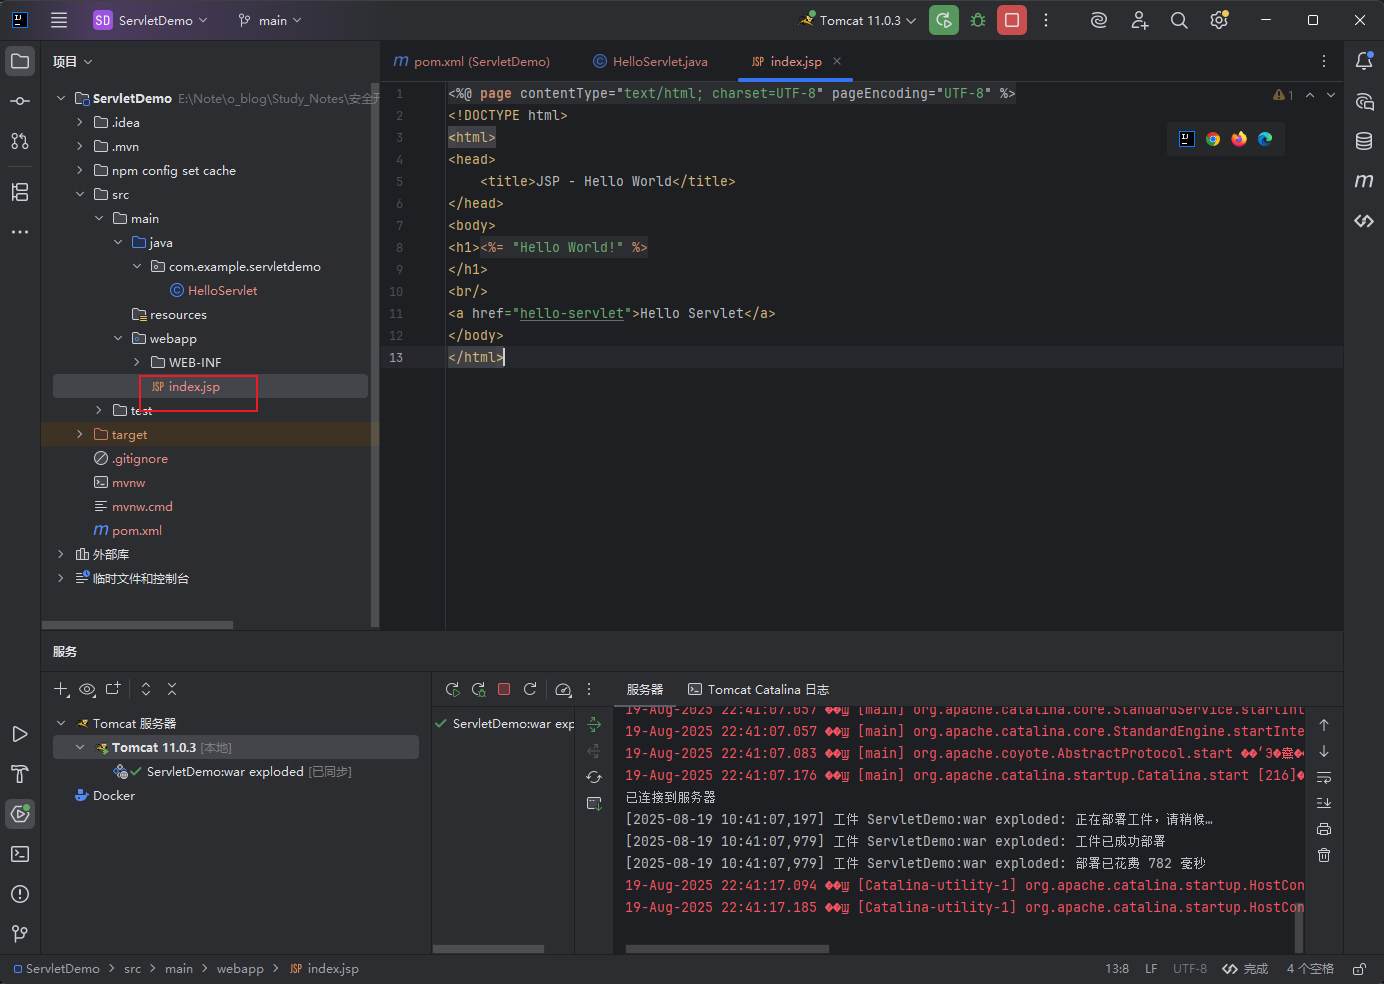 SD ServletDemo
main
Tomcat 11.0.3
项目
ServletDemo E:\Note\o_blog\Study_Notes\安全开
.idea
.mvn
npm config set cache
src
main
java
com.example.servletdemo
HelloServlet
resources
webapp
WEB-INF
JSP index.jsp
test
target
.gitignore
mvnw
mvnw.cmd
m pom.xml
外部库
临时文件和控制台
m pom.xml (ServletDemo)
HelloServlet.java
JSP index.jsp
1 <%@ page contentType="text/html; charset=UTF-8" pageEncoding="UTF-8" %>
2 <!DOCTYPE html>
3 <html>
4 <head>
5 <title>JSP - Hello World</title>
6 </head>
7 <body>
8 <h1><%= "Hello World!" %>
9 </h1>
10 <br/>
11 <a href="hello-servlet">Hello Servlet</a>
12 </body>
13 </html>
1
服务
Tomcat 服务器
Tomcat 11.0.3 [本地]
ServletDemo:war exploded [已同步]
Docker
服务器
Tomcat Catalina 日志
ServletDemo:war exp
19-Aug-2025 22:41:07.057 [main] org.apache.catalina.core.StandardService.startInt
19-Aug-2025 22:41:07.057 [main] org.apache.catalina.core.StandardEngine.startInte
19-Aug-2025 22:41:07.083 [main] org.apache.coyote.AbstractProtocol.start
19-Aug-2025 22:41:07.176 [main] org.apache.catalina.startup.Catalina.start [216]
已连接到服务器
[2025-08-19 10:41:07,197] 工件 ServletDemo:war exploded: 正在部署工件，请稍候…
[2025-08-19 10:41:07,979] 工件 ServletDemo:war exploded: 工件已成功部署
[2025-08-19 10:41:07,979] 工件 ServletDemo:war exploded: 部署已花费 782 毫秒
19-Aug-2025 22:41:17.094 [Catalina-utility-1] org.apache.catalina.startup.HostCon
19-Aug-2025 22:41:17.185 [Catalina-utility-1] org.apache.catalina.startup.HostCon
ServletDemo > src > main > webapp > JSP index.jsp
13:8 LF UTF-8 完成 4 个空格